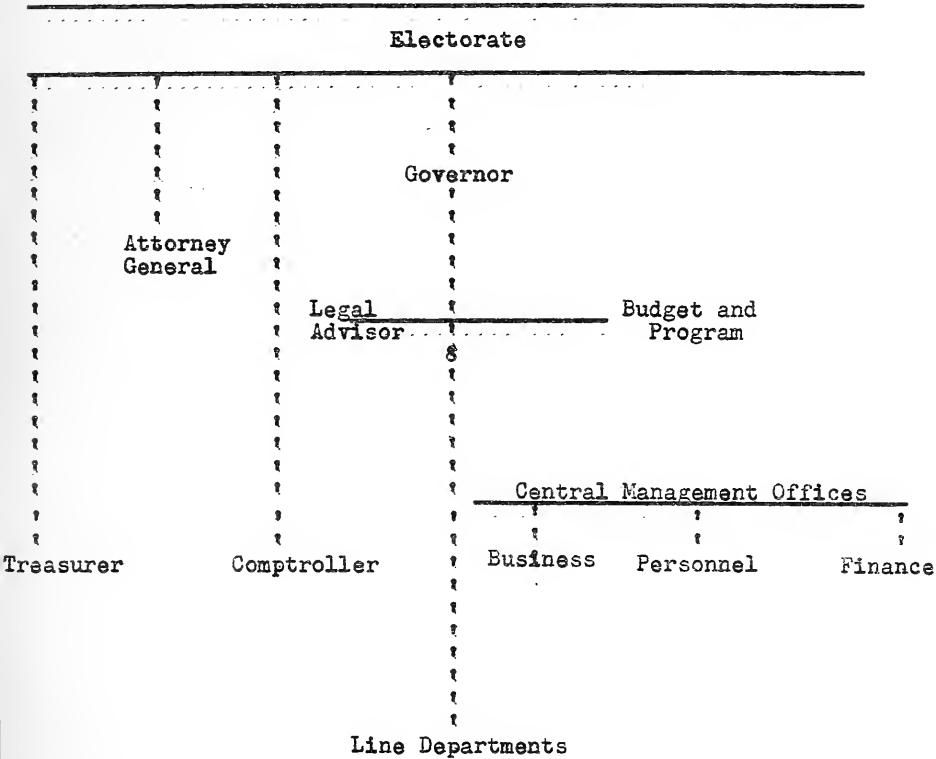 Electorate
Governor
Attorney
General
Legal
Advisor
Budget and
Program
Central Management Offices
Treasurer
Comptroller
Business
Personnel
Finance
Line Departments